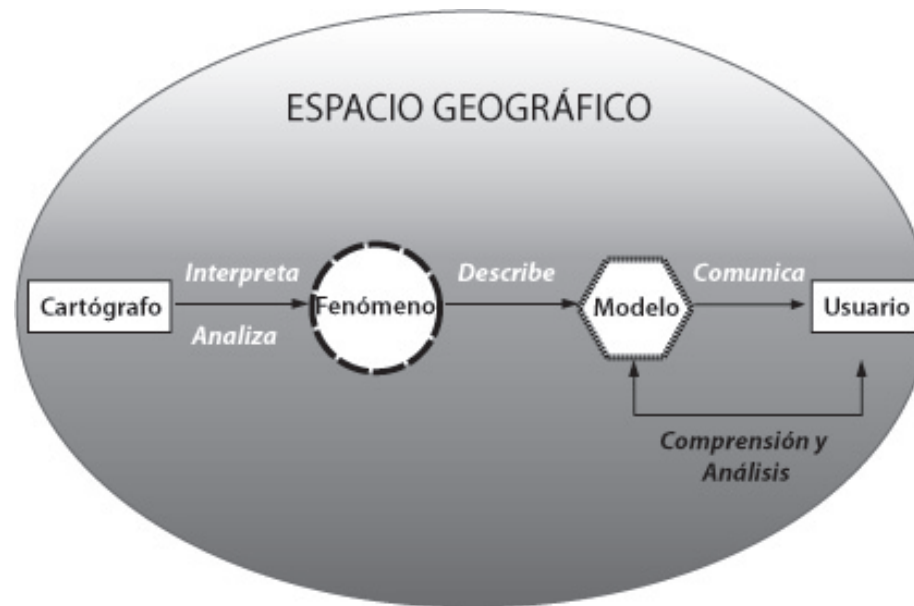 ESPACIO GEOGRÁFICO
Interpreta
Describe
Comunica
Cartógrafo
Fenómeno
Modelo
Usuario
Analiza
Comprensión y
Análisis